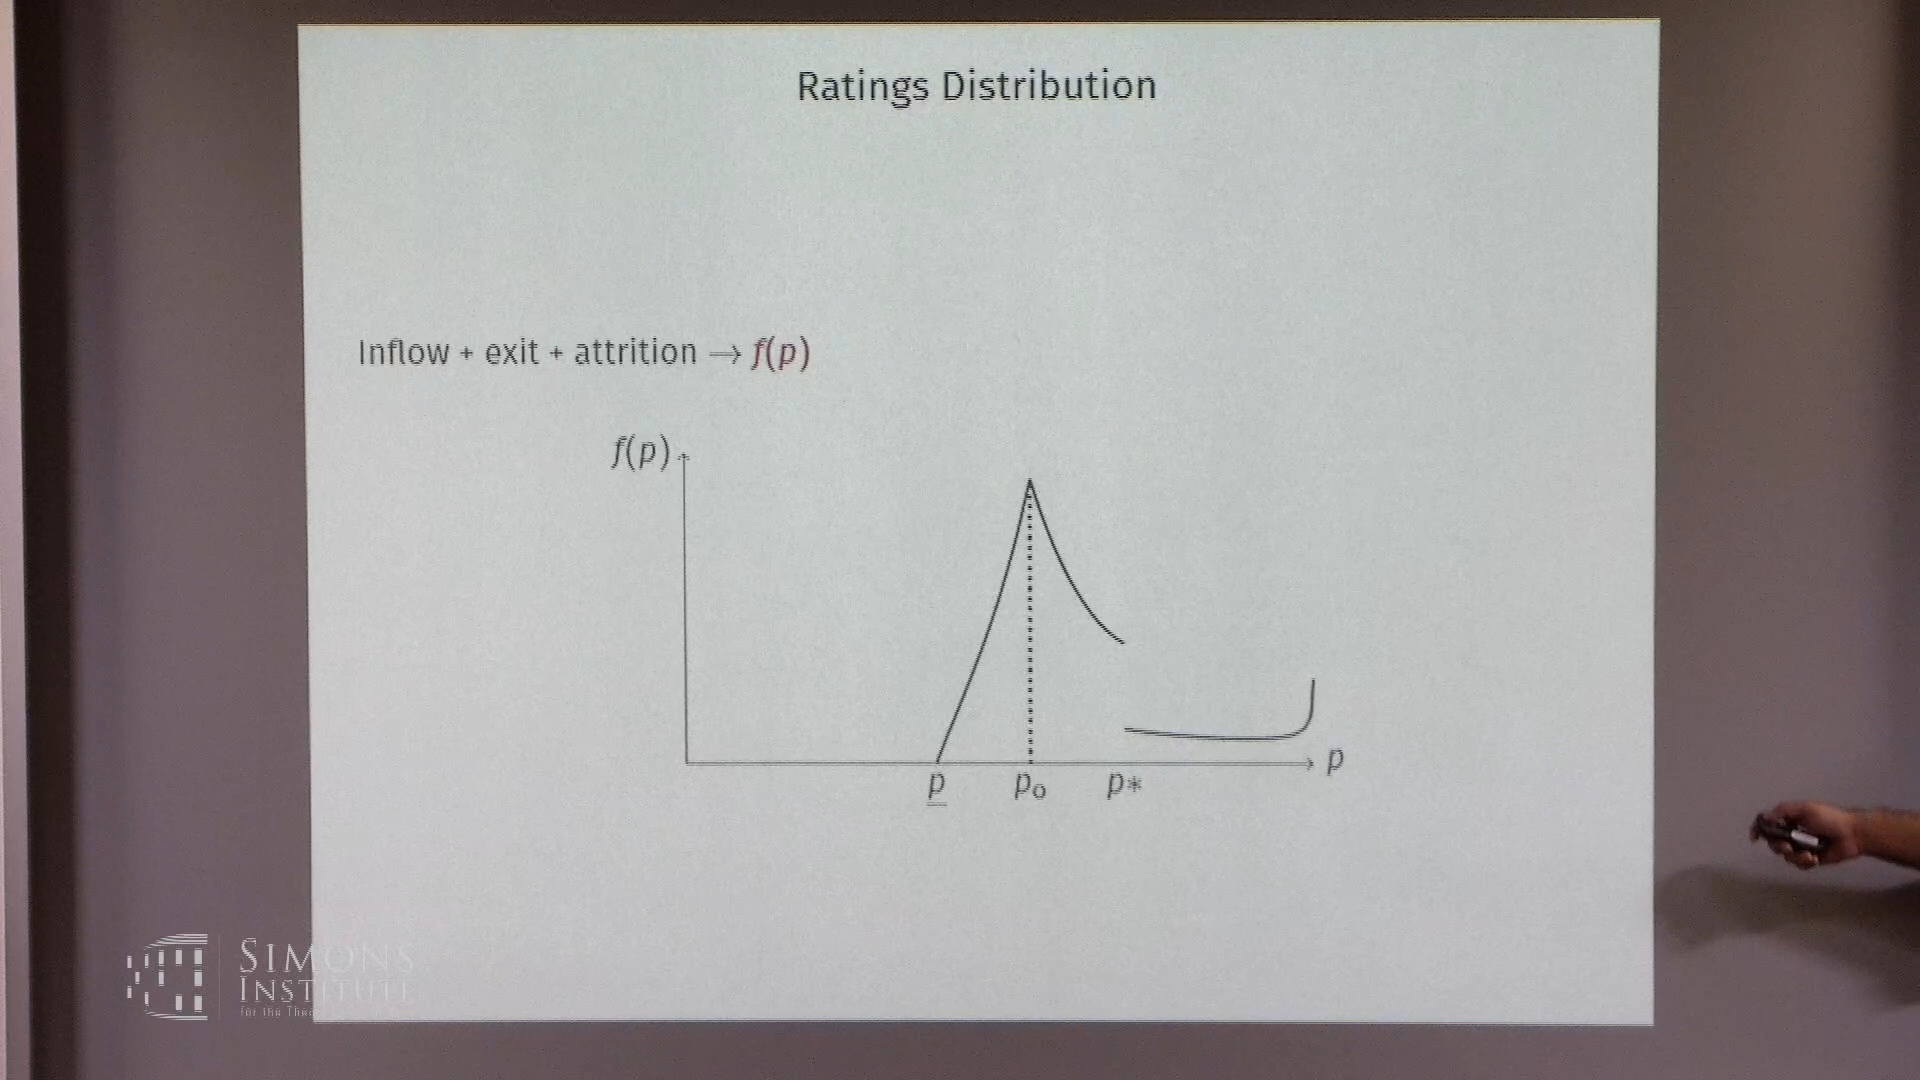 Ratings Distribution
Inflow + exit + attrition → f(p)
f(p)
p
p p₀ p*
SIMONS
INSTITUTE